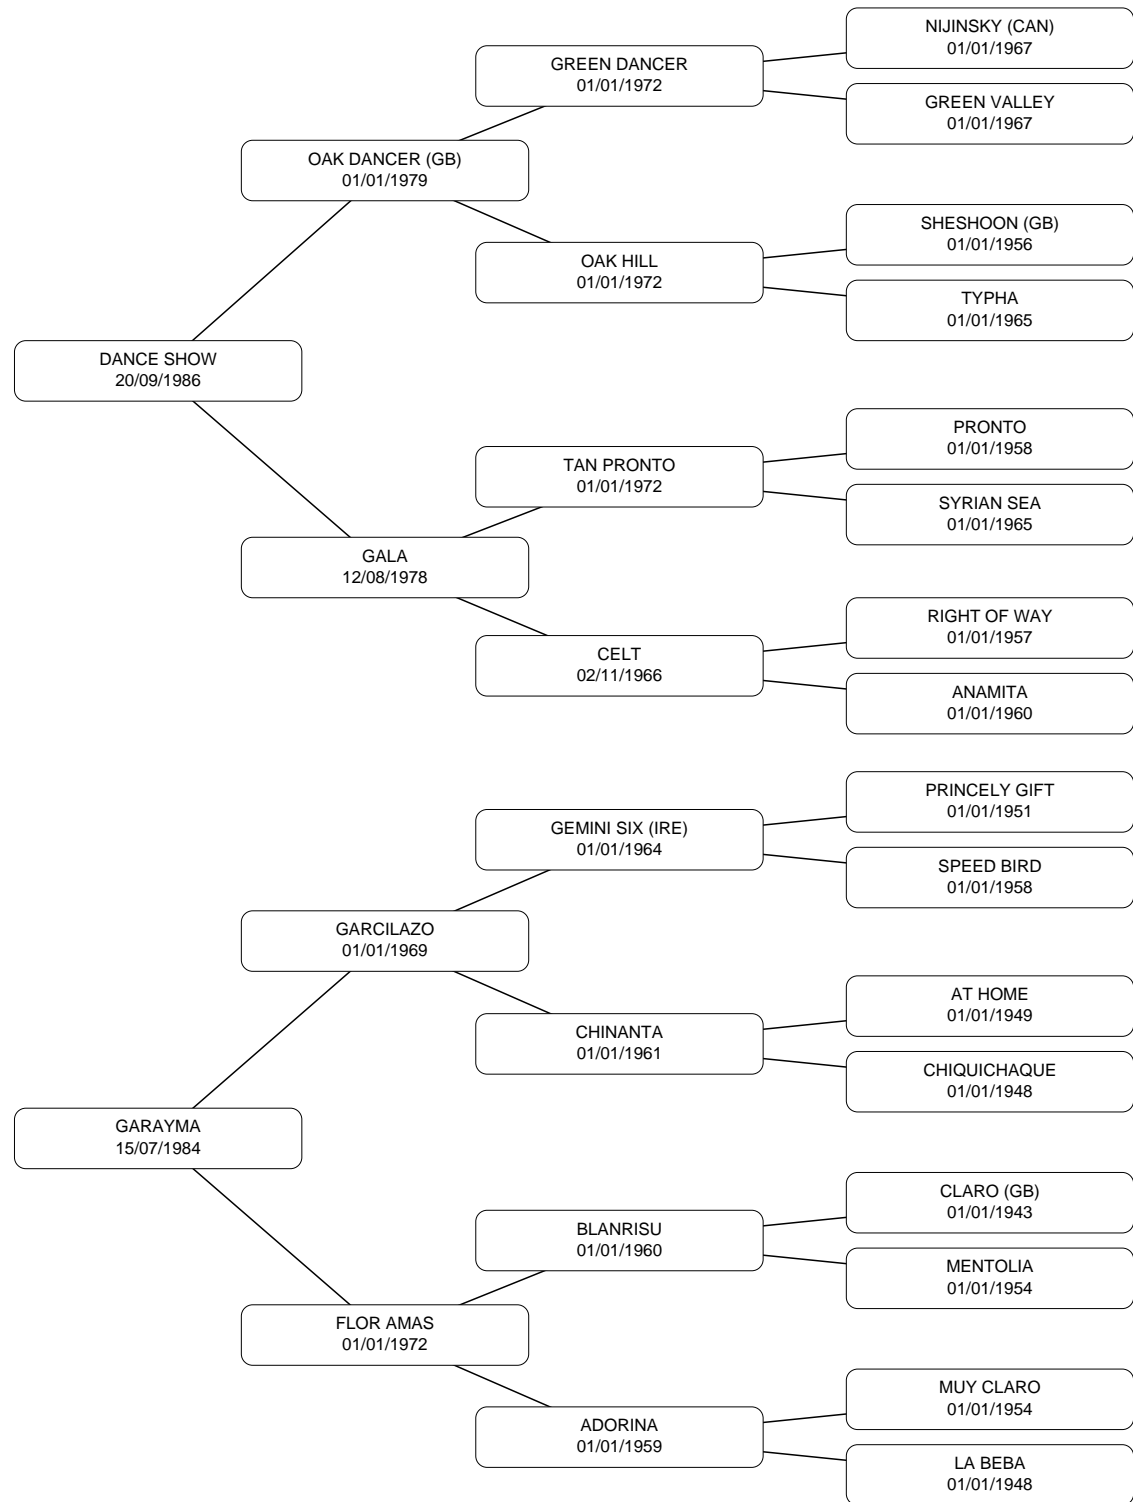 NIJINSKY (CAN)
01/01/1967
GREEN DANCER
01/01/1972
GREEN VALLEY
01/01/1967
OAK DANCER (GB)
01/01/1979
SHESHOON (GB)
01/01/1956
OAK HILL
01/01/1972
TYPHA
01/01/1965
DANCE SHOW
20/09/1986
PRONTO
01/01/1958
TAN PRONTO
01/01/1972
SYRIAN SEA
01/01/1965
GALA
12/08/1978
RIGHT OF WAY
01/01/1957
CELT
02/11/1966
ANAMITA
01/01/1960
PRINCELY GIFT
01/01/1951
GEMINI SIX (IRE)
01/01/1964
SPEED BIRD
01/01/1958
GARCILAZO
01/01/1969
AT HOME
01/01/1949
CHINANTA
01/01/1961
CHIQUICHAQUE
01/01/1948
GARAYMA
15/07/1984
CLARO (GB)
01/01/1943
BLANRISU
01/01/1960
MENTOLIA
01/01/1954
FLOR AMAS
01/01/1972
MUY CLARO
01/01/1954
ADORINA
01/01/1959
LA BEBA
01/01/1948